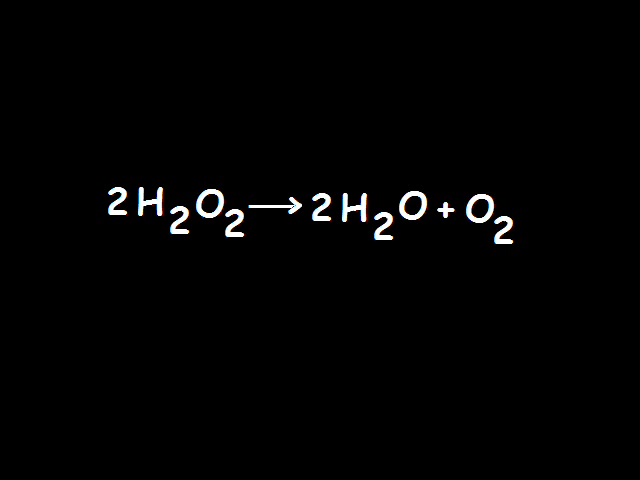 2H₂O₂ → 2H₂O + O₂